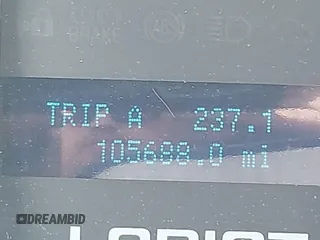 BRAKE
TRIP A 237.1
105688.0 mi
DREAMBID